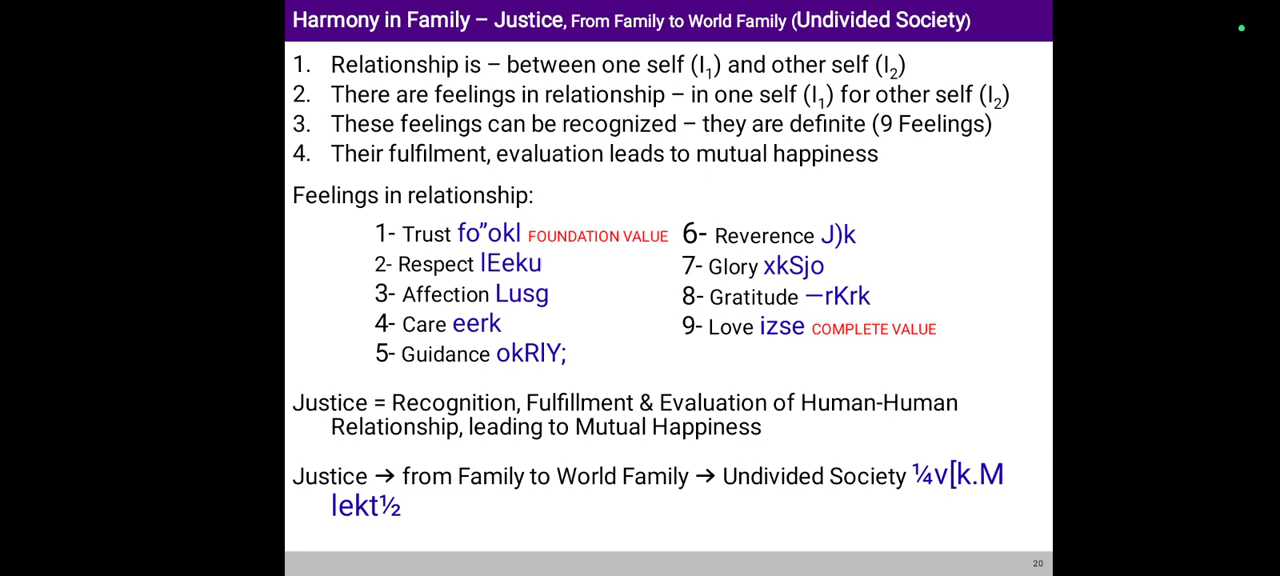 Harmony in Family – Justice, From Family to World Family (Undivided Society)
1. Relationship is – between one self (I1) and other self (I2)
2. There are feelings in relationship – in one self (I1) for other self (I2)
3. These feelings can be recognized – they are definite (9 Feelings)
4. Their fulfilment, evaluation leads to mutual happiness
Feelings in relationship:
1- Trust fo”okl FOUNDATION VALUE
2- Respect lEeku
3- Affection Lusg
4- Care eerk
5- Guidance okRlY;
6- Reverence J)k
7- Glory xkSjo
8- Gratitude —rKrk
9- Love izse COMPLETE VALUE
Justice = Recognition, Fulfillment & Evaluation of Human-Human
Relationship, leading to Mutual Happiness
Justice → from Family to World Family → Undivided Society ¼v[k.M
lekt½
20